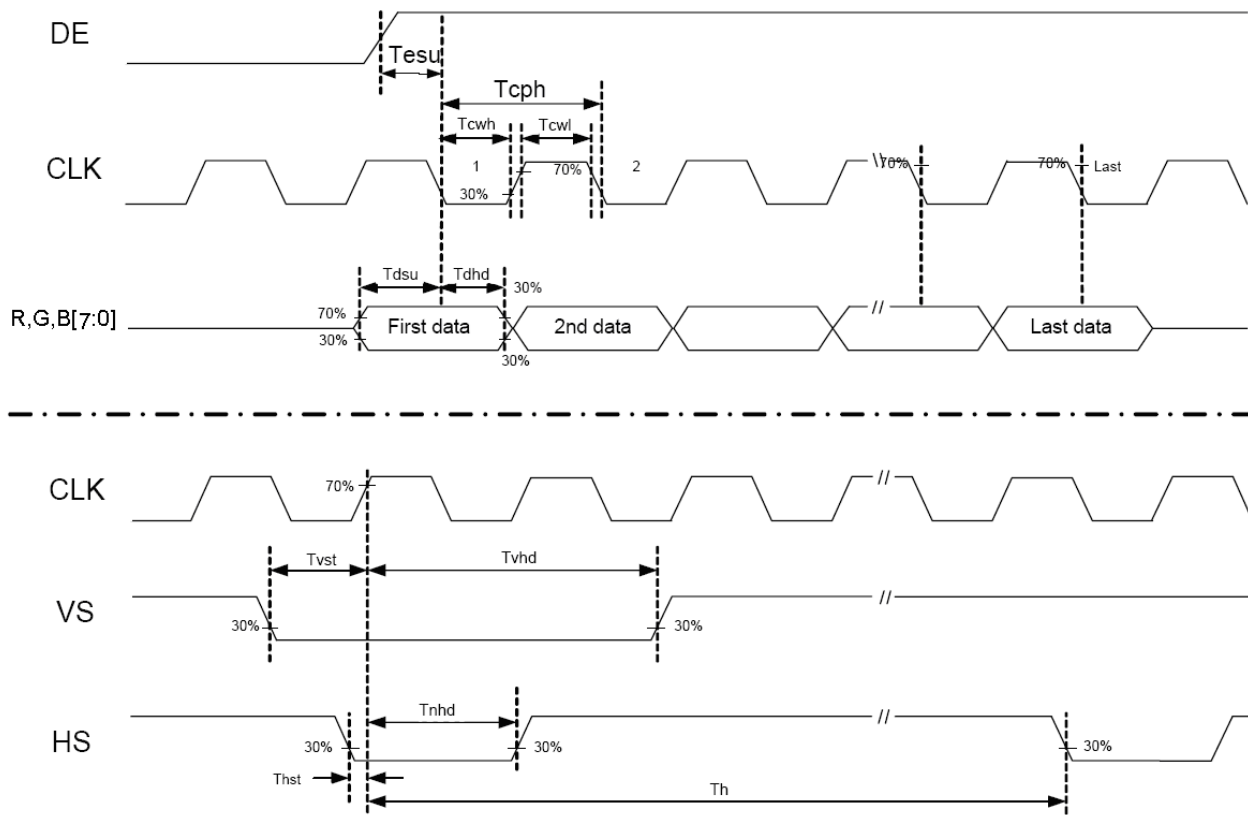 DE
Tesu
Tcph
Tcwh
Tcwl
CLK
1
70%
2
\\
70%
70%
Last
30%
Tdsu
Tdhd
30%
R,G,B[7:0]
70%
First data
2nd data
//
Last data
30%
30%
CLK
70%
//
Tvst
Tvhd
VS
30%
30%
//
HS
Tnhd
//
30%
30%
30%
Thst
Th